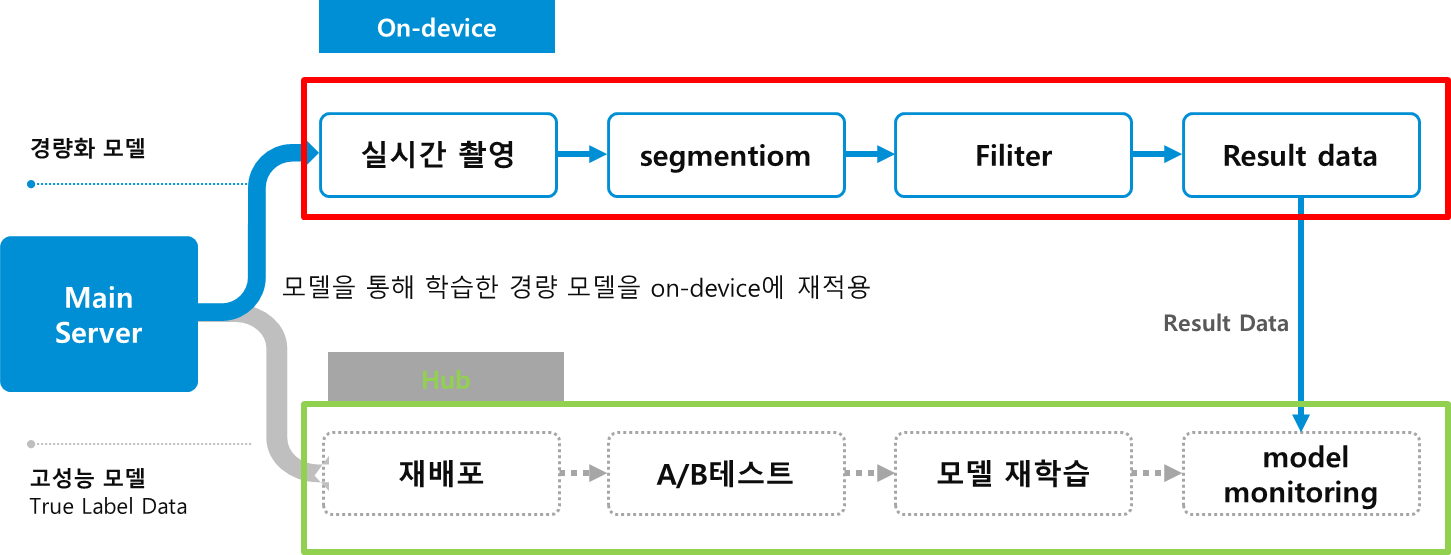 On-device
경량화 모델
실시간 촬영
segmentiom
Filiter
Result data
Main
Server
모델을 통해 학습한 경량 모델을 on-device에 재적용
Result Data
Hub
고성능 모델
True Label Data
재배포
A/B테스트
모델 재학습
model
monitoring